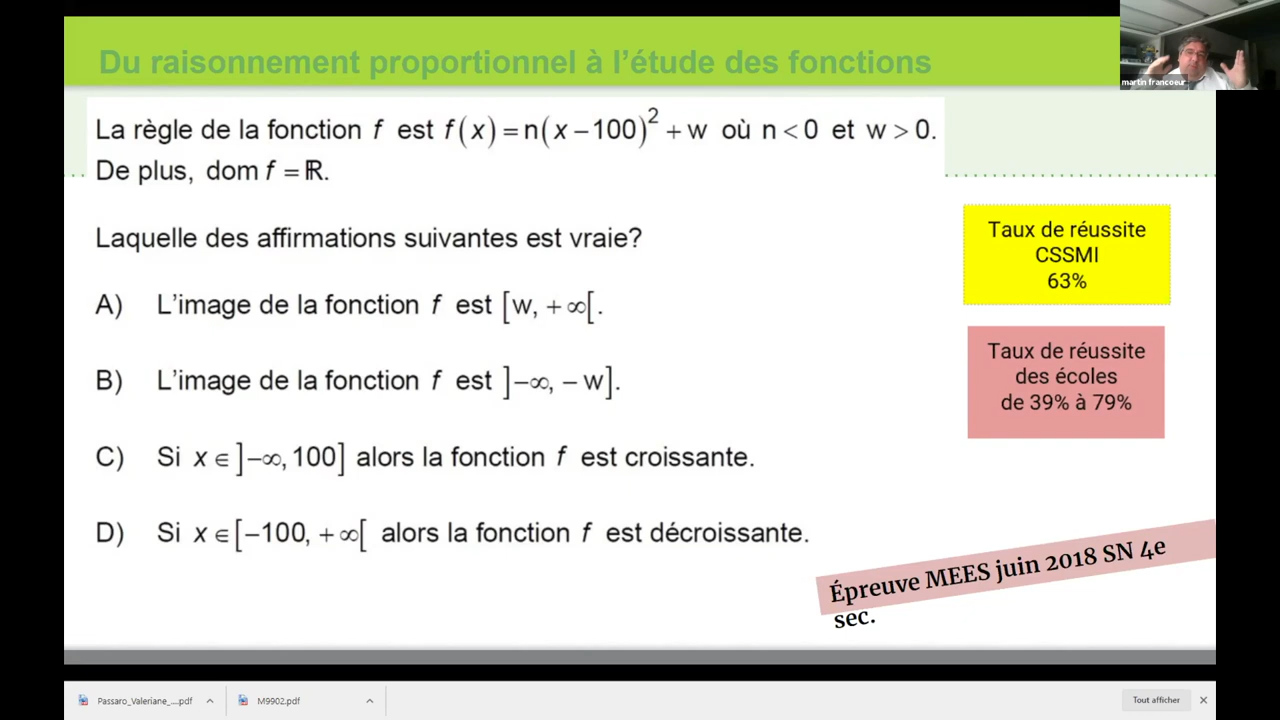 Du raisonnement proportionnel à l'étude des fonctions
martin francoeur
La règle de la fonction f est f(x) = n(x − 100)² + w où n < 0 et w > 0.
De plus, dom f = ℝ.
Laquelle des affirmations suivantes est vraie?
A) L'image de la fonction f est [w, + ∞[.
B) L'image de la fonction f est ]−∞, − w].
C) Si x ∈ ]−∞, 100] alors la fonction f est croissante.
D) Si x ∈ [−100, + ∞[ alors la fonction f est décroissante.
Taux de réussite
CSSMI
63%
Taux de réussite
des écoles
de 39% à 79%
Épreuve MEES juin 2018 SN 4e
sec.
Passaro_Valeriane_....pdf
M9902.pdf
Tout afficher